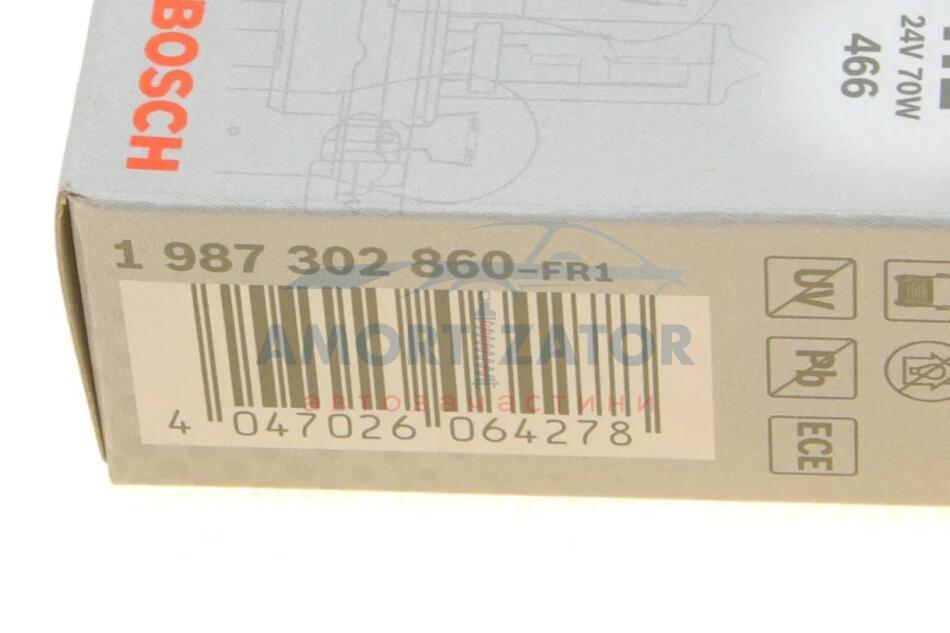 BOSCH
24V 70W
466
1 987 302 860-FR1
UV
AMORTIZATOR
автозапчастини
Pb
4 047026 064278
ECE